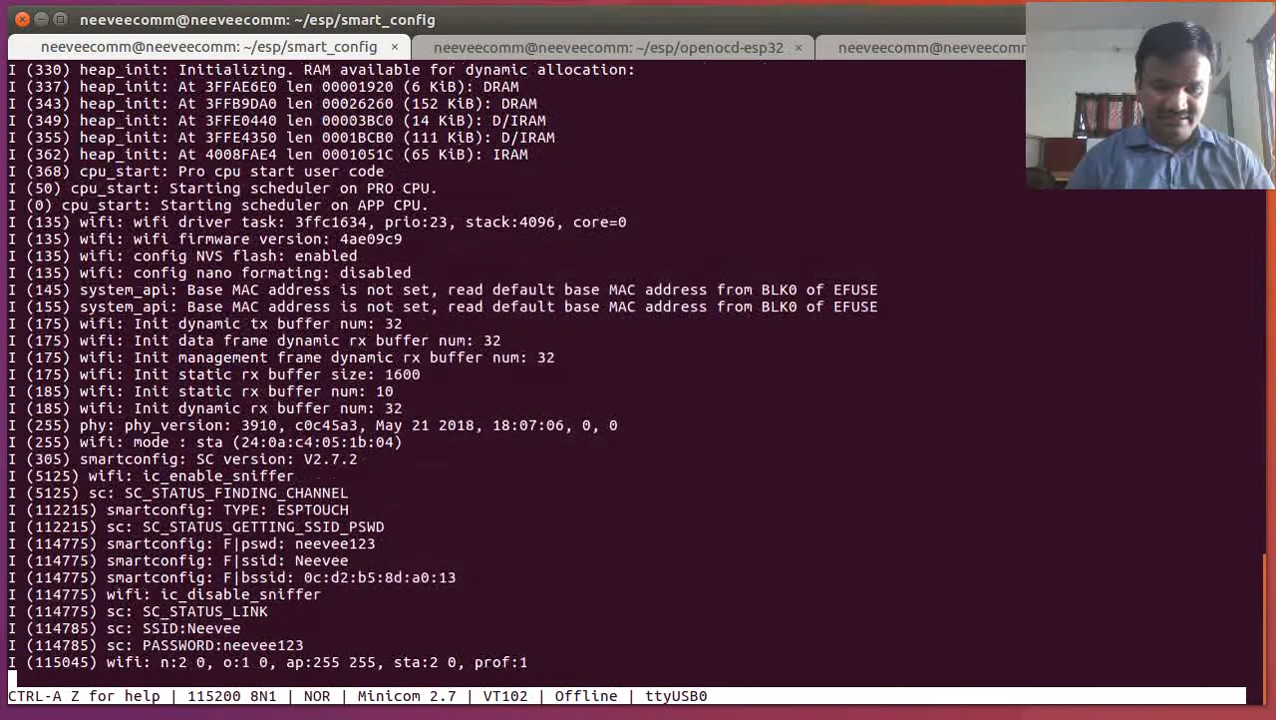 neeveecomm@neeveecomm: ~/esp/smart_config
neeveecomm@neeveecomm: ~/esp/smart_config × neeveecomm@neeveecomm: ~/esp/openocd-esp32 × neeveecomm@neeveecomm:
I (330) heap_init: Initializing. RAM available for dynamic allocation:
I (337) heap_init: At 3FFAE6E0 len 00001920 (6 KiB): DRAM
I (343) heap_init: At 3FFB9DA0 len 00026260 (152 KiB): DRAM
I (349) heap_init: At 3FFE0440 len 00003BC0 (14 KiB): D/IRAM
I (355) heap_init: At 3FFE4350 len 0001BCB0 (111 KiB): D/IRAM
I (362) heap_init: At 4008FAE4 len 0001051C (65 KiB): IRAM
I (368) cpu_start: Pro cpu start user code
I (50) cpu_start: Starting scheduler on PRO CPU.
I (0) cpu_start: Starting scheduler on APP CPU.
I (135) wifi: wifi driver task: 3ffc1634, prio:23, stack:4096, core=0
I (135) wifi: wifi firmware version: 4ae09c9
I (135) wifi: config NVS flash: enabled
I (135) wifi: config nano formating: disabled
I (145) system_api: Base MAC address is not set, read default base MAC address from BLK0 of EFUSE
I (155) system_api: Base MAC address is not set, read default base MAC address from BLK0 of EFUSE
I (175) wifi: Init dynamic tx buffer num: 32
I (175) wifi: Init data frame dynamic rx buffer num: 32
I (175) wifi: Init management frame dynamic rx buffer num: 32
I (175) wifi: Init static rx buffer size: 1600
I (185) wifi: Init static rx buffer num: 10
I (185) wifi: Init dynamic rx buffer num: 32
I (255) phy: phy_version: 3910, c0c45a3, May 21 2018, 18:07:06, 0, 0
I (255) wifi: mode : sta (24:0a:c4:05:1b:04)
I (305) smartconfig: SC version: V2.7.2
I (5125) wifi: ic_enable_sniffer
I (5125) sc: SC_STATUS_FINDING_CHANNEL
I (112215) smartconfig: TYPE: ESPTOUCH
I (112215) sc: SC_STATUS_GETTING_SSID_PSWD
I (114775) smartconfig: F|pswd: neevee123
I (114775) smartconfig: F|ssid: Neevee
I (114775) smartconfig: F|bssid: 0c:d2:b5:8d:a0:13
I (114775) wifi: ic_disable_sniffer
I (114775) sc: SC_STATUS_LINK
I (114785) sc: SSID:Neevee
I (114785) sc: PASSWORD:neevee123
I (115045) wifi: n:2 0, o:1 0, ap:255 255, sta:2 0, prof:1
CTRL-A Z for help | 115200 8N1 | NOR | Minicom 2.7 | VT102 | Offline | ttyUSB0